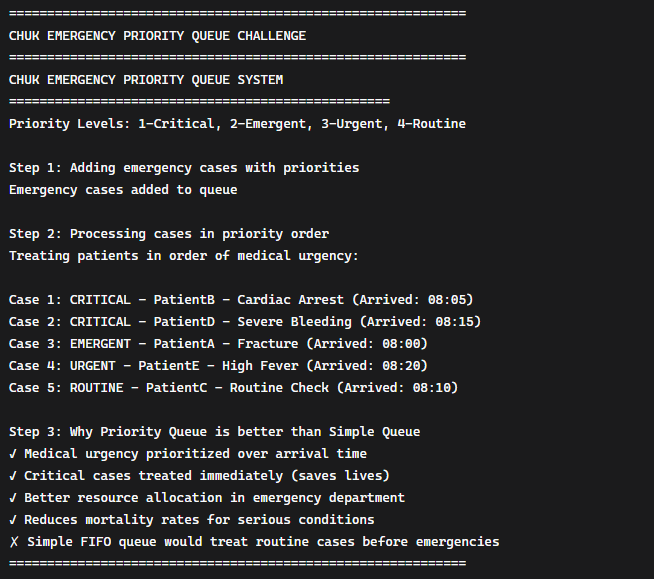 ============================================================
CHUK EMERGENCY PRIORITY QUEUE CHALLENGE
============================================================
CHUK EMERGENCY PRIORITY QUEUE SYSTEM
==================================================
Priority Levels: 1-Critical, 2-Emergent, 3-Urgent, 4-Routine
Step 1: Adding emergency cases with priorities
Emergency cases added to queue
Step 2: Processing cases in priority order
Treating patients in order of medical urgency:
Case 1: CRITICAL - PatientB - Cardiac Arrest (Arrived: 08:05)
Case 2: CRITICAL - PatientD - Severe Bleeding (Arrived: 08:15)
Case 3: EMERGENT - PatientA - Fracture (Arrived: 08:00)
Case 4: URGENT - PatientE - High Fever (Arrived: 08:20)
Case 5: ROUTINE - PatientC - Routine Check (Arrived: 08:10)
Step 3: Why Priority Queue is better than Simple Queue
✓ Medical urgency prioritized over arrival time
✓ Critical cases treated immediately (saves lives)
✓ Better resource allocation in emergency department
✓ Reduces mortality rates for serious conditions
✗ Simple FIFO queue would treat routine cases before emergencies
============================================================